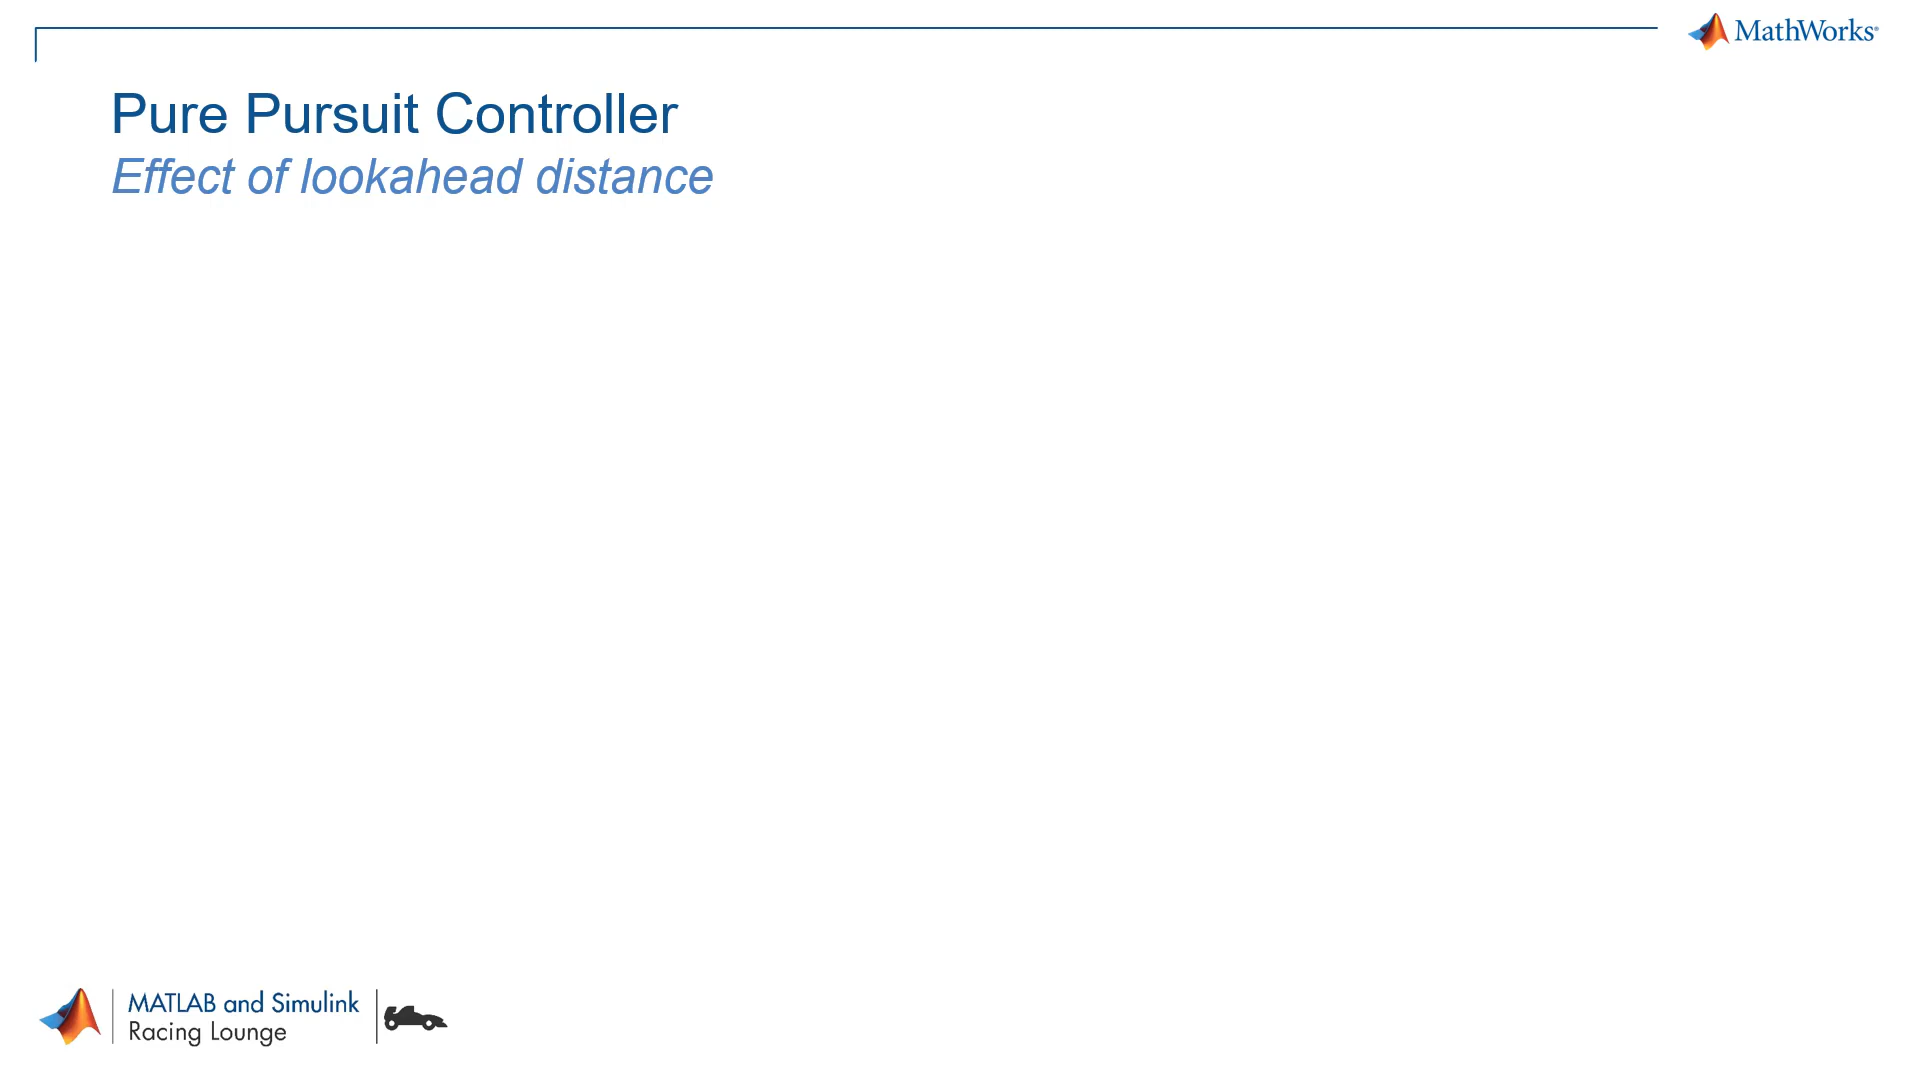 MathWorks®
Pure Pursuit Controller
Effect of lookahead distance
MATLAB and Simulink
Racing Lounge